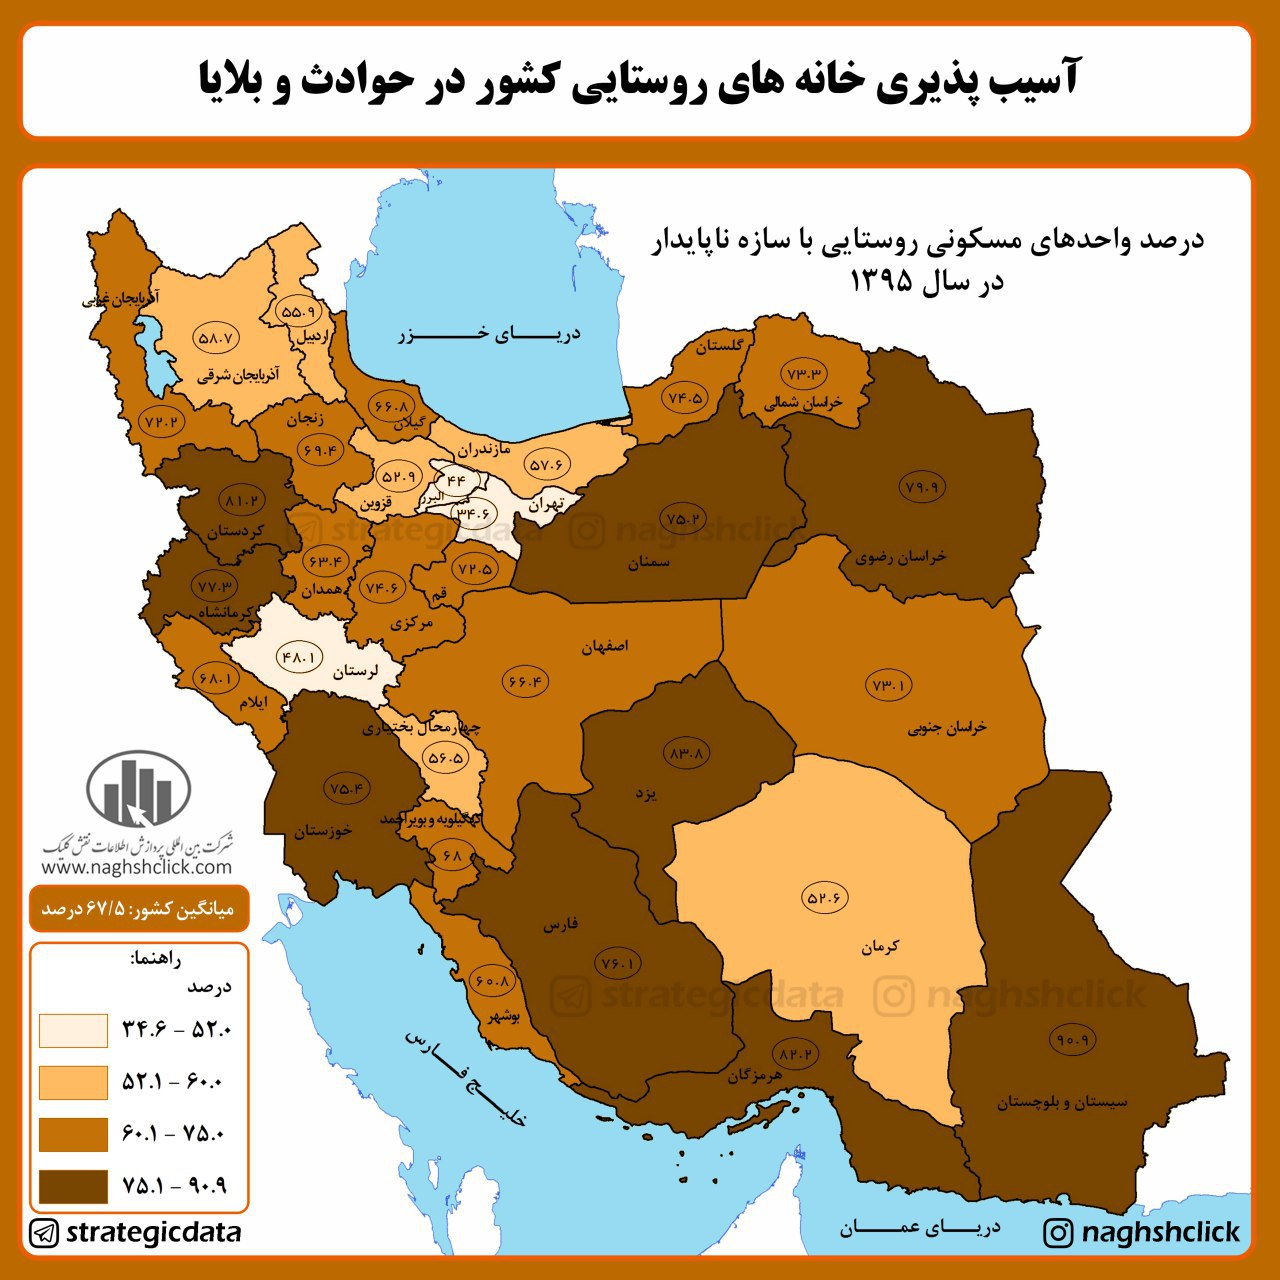 آسیب پذیری خانه های روستایی کشور در حوادث و بلایا
درصد واحدهای مسکونی روستایی با سازه ناپایدار
در سال ۱۳۹۵
دریای خزر
آذربایجان غربی
۷۲.۲
۵۸.۷
آذربایجان شرقی
۵۵.۹
اردبیل
۶۶.۸
گیلان
زنجان
۶۹.۴
گلستان
۷۴.۵
۷۳.۳
خراسان شمالی
مازندران
۵۷.۶
۵۲.۹
قزوین
۴۴
البرز
تهران
۳۴.۶
۷۹.۹
خراسان رضوی
۷۵.۲
سمنان
۸۱.۲
کردستان
strategicdata
naghshclick
۶۳.۴
همدان
۷۴.۶
مرکزی
۷۲.۵
قم
۷۷.۳
کرمانشاه
۴۸.۱
لرستان
۶۸.۱
ایلام
اصفهان
۶۶.۴
۷۳.۱
خراسان جنوبی
چهارمحال بختیاری
۵۶.۵
۸۳.۸
یزد
۷۵.۴
خوزستان
کهگیلویه و بویراحمد
۶۸
۵۲.۶
کرمان
فارس
۷۶.۱
۶۰.۸
بوشهر
strategicdata
naghshclick
۸۲.۲
هرمزگان
۹۰.۹
سیستان و بلوچستان
خلیج فارس
دریای عمان
شرکت بین المللی پردازش اطلاعات نقش کلیک
www.naghshclick.com
میانگین کشور: ۶۷/۵ درصد
راهنما:
درصد
۳۴.۶ – ۵۲.۰
۵۲.۱ – ۶۰.۰
۶۰.۱ – ۷۵.۰
۷۵.۱ – ۹۰.۹
strategicdata
naghshclick